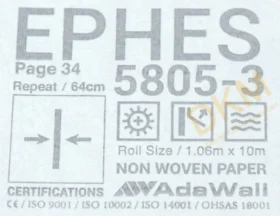 EPHES
Page 34
Repeat / 64cm
5805-3
DKM
Roll Size / 1.06m x 10m
NON WOVEN PAPER
CERTIFICATIONS
AdaWall
CE / ISO 9001 / ISO 10002 / ISO 14001 / OHSAS 18001